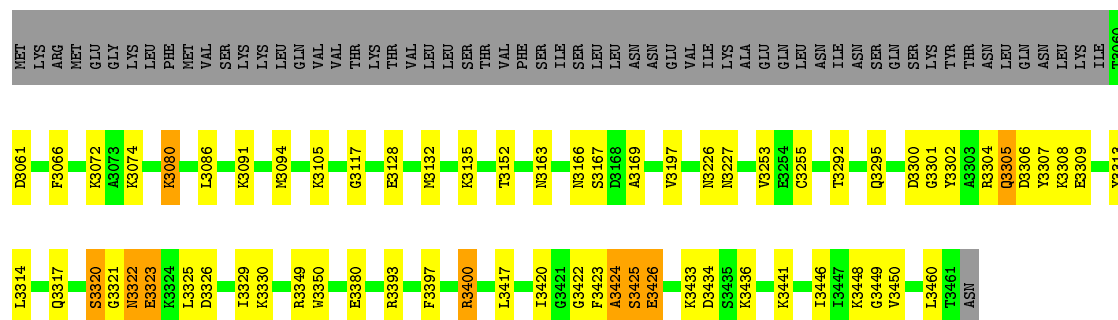 MET LYS ARG MET GLU GLY LYS LEU PHE MET VAL SER LYS LYS LEU GLN VAL VAL THR LYS THR VAL LEU LEU SER THR VAL PHE SER ILE SER LEU LEU ASN ASN GLU VAL ILE LYS ALA GLU GLN LEU ASN ILE ASN SER GLN SER LYS TYR THR ASN LEU GLN ASN LEU LYS ILE T3060
D3061 F3066 K3072 A3073 K3074 K3080 L3086 K3091 M3094 K3105 G3117 E3128 M3132 K3135 T3152 N3163 N3166 S3167 D3168 A3169 V3197 N3226 N3227 V3253 E3254 C3255 T3292 Q3295 D3300 G3301 Y3302 A3303 R3304 Q3305 D3306 Y3307 K3308 E3309 Y3313
L3314 Q3317 S3320 G3321 N3322 E3323 K3324 L3325 D3326 I3329 K3330 R3349 W3350 E3380 R3393 F3397 R3400 L3417 I3420 G3421 G3422 F3423 A3424 S3425 E3426 K3433 D3434 S3435 K3436 K3441 I3446 I3447 K3448 G3449 V3450 L3460 T3461 ASN